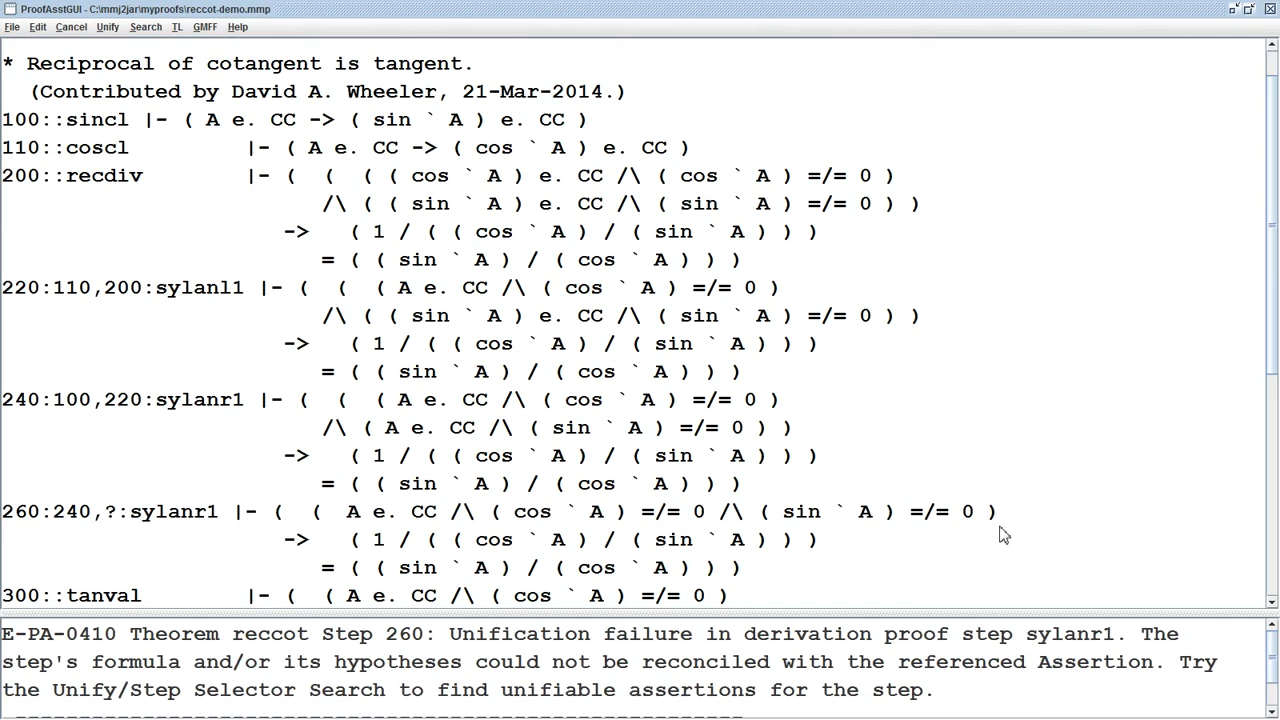 ProofAsstGUI - C:\mmj2jar\myproofs\reccot-demo.mmp
File Edit Cancel Unify Search TL GMFF Help
* Reciprocal of cotangent is tangent.
(Contributed by David A. Wheeler, 21-Mar-2014.)
100::sincl |- ( A e. CC -> ( sin ` A ) e. CC )
110::coscl |- ( A e. CC -> ( cos ` A ) e. CC )
200::recdiv |- ( ( ( ( cos ` A ) e. CC /\ ( cos ` A ) =/= 0 )
/\ ( ( sin ` A ) e. CC /\ ( sin ` A ) =/= 0 ) )
-> ( 1 / ( ( cos ` A ) / ( sin ` A ) ) )
= ( ( sin ` A ) / ( cos ` A ) ) )
220:110,200:sylanl1 |- ( ( ( A e. CC /\ ( cos ` A ) =/= 0 )
/\ ( ( sin ` A ) e. CC /\ ( sin ` A ) =/= 0 ) )
-> ( 1 / ( ( cos ` A ) / ( sin ` A ) ) )
= ( ( sin ` A ) / ( cos ` A ) ) )
240:100,220:sylanr1 |- ( ( ( A e. CC /\ ( cos ` A ) =/= 0 )
/\ ( A e. CC /\ ( sin ` A ) =/= 0 ) )
-> ( 1 / ( ( cos ` A ) / ( sin ` A ) ) )
= ( ( sin ` A ) / ( cos ` A ) ) )
260:240,?:sylanr1 |- ( ( A e. CC /\ ( cos ` A ) =/= 0 /\ ( sin ` A ) =/= 0 )
-> ( 1 / ( ( cos ` A ) / ( sin ` A ) ) )
= ( ( sin ` A ) / ( cos ` A ) ) )
300::tanval |- ( ( A e. CC /\ ( cos ` A ) =/= 0 )
E-PA-0410 Theorem reccot Step 260: Unification failure in derivation proof step sylanr1. The
step's formula and/or its hypotheses could not be reconciled with the referenced Assertion. Try
the Unify/Step Selector Search to find unifiable assertions for the step.